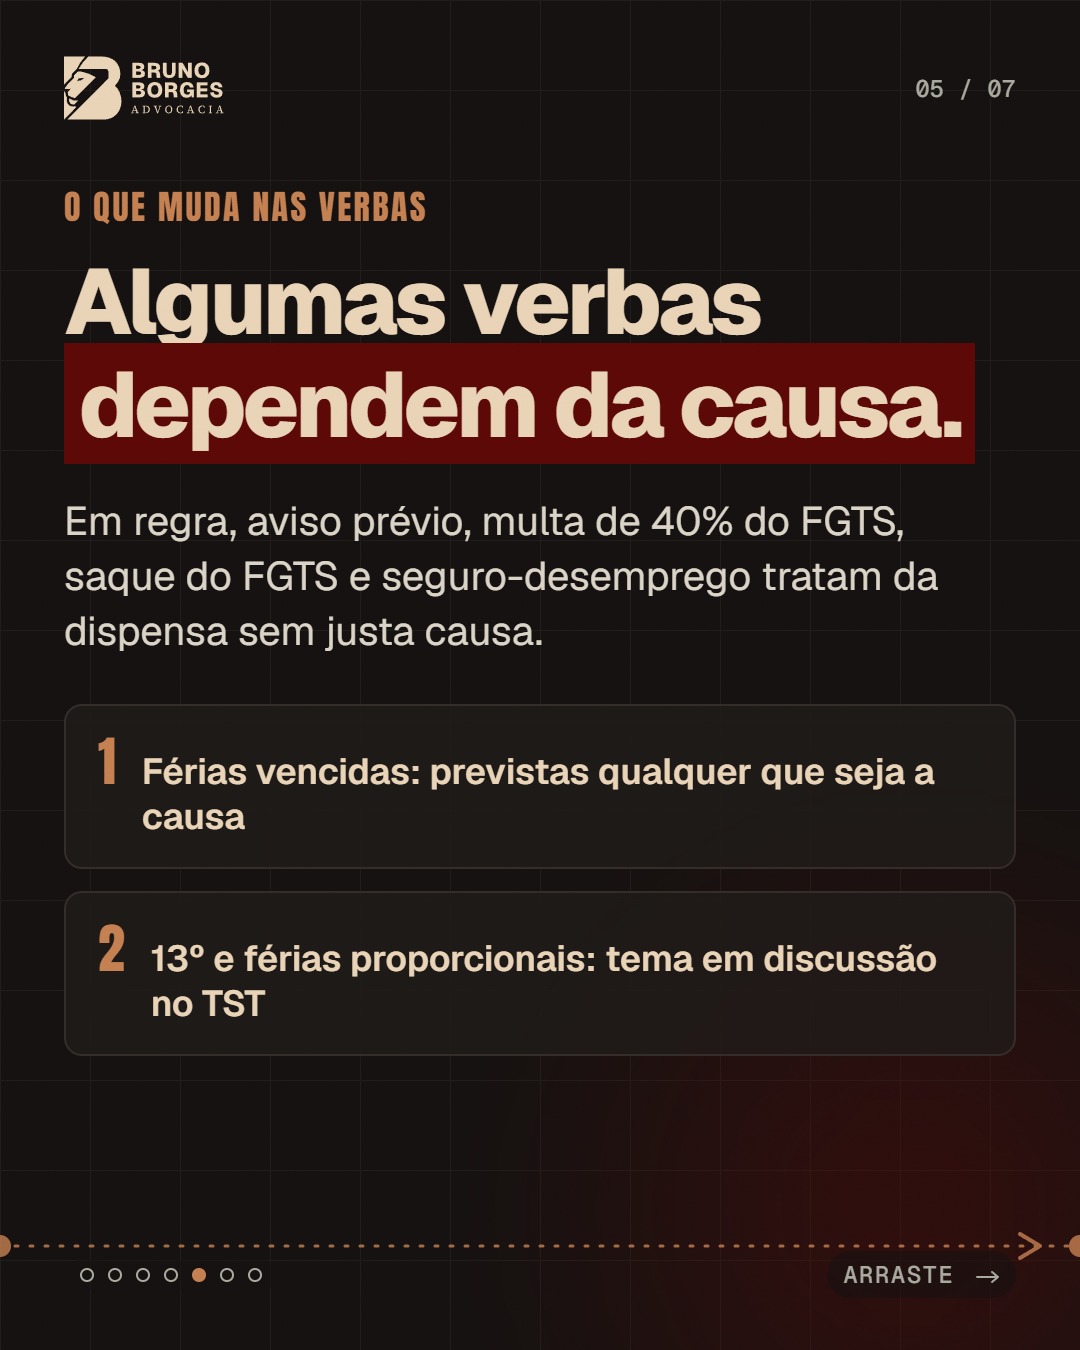 BRUNO
BORGES
ADVOCACIA
05 / 07
O QUE MUDA NAS VERBAS
Algumas verbas
dependem da causa.
Em regra, aviso prévio, multa de 40% do FGTS,
saque do FGTS e seguro-desemprego tratam da
dispensa sem justa causa.
1 Férias vencidas: previstas qualquer que seja a
causa
2 13º e férias proporcionais: tema em discussão
no TST
ARRASTE →